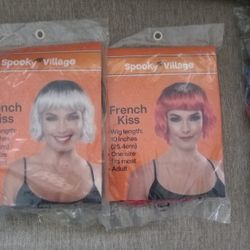 Spooky Village
French
Kiss
Spooky Village
French
Kiss
• Wig length:
10 inches
(25.4cm)
• One size
fits most
• Adult